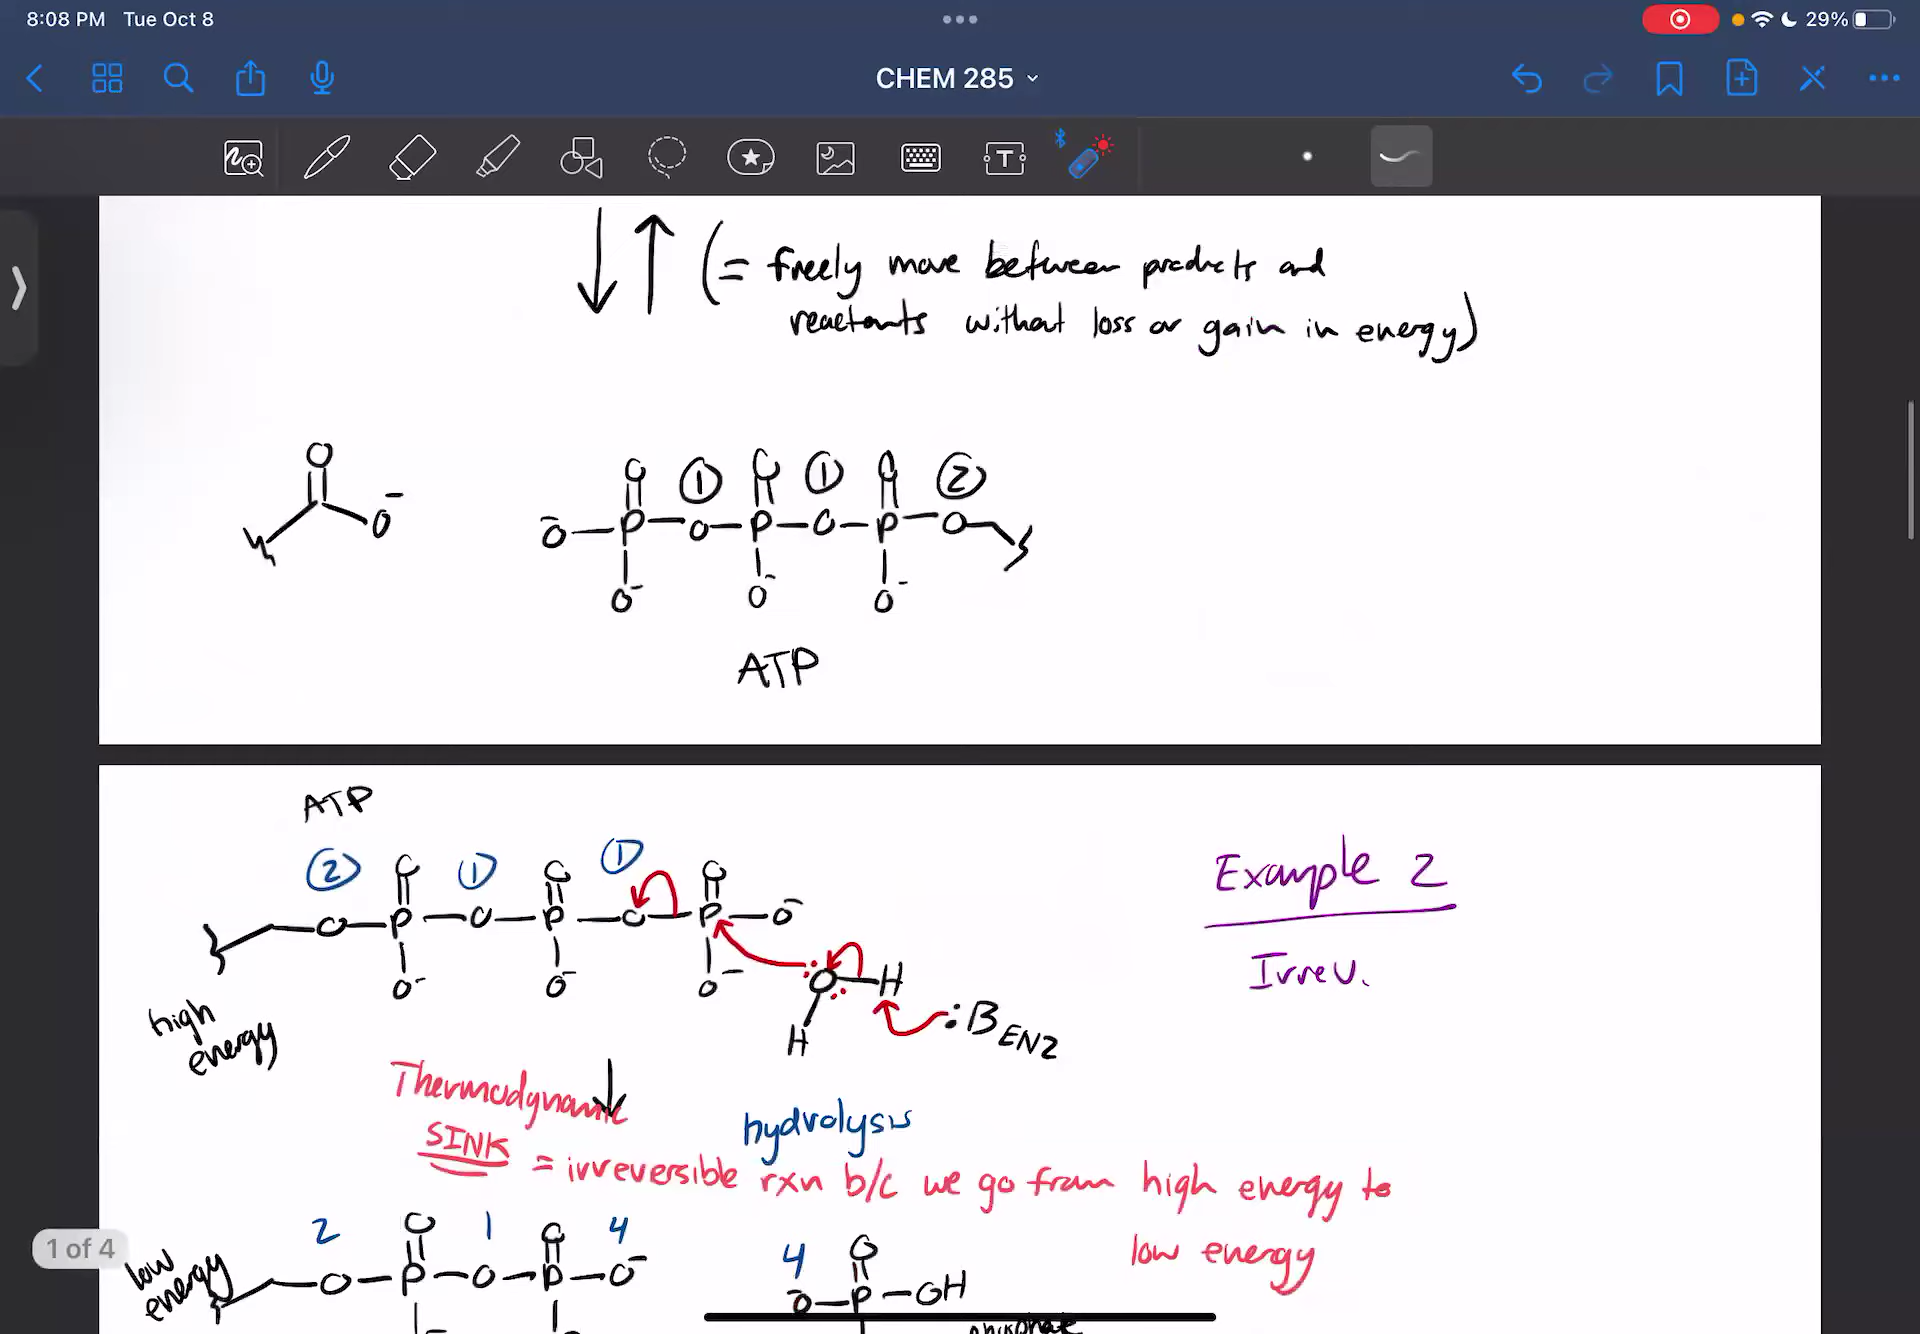 8:08 PM Tue Oct 8
29%
CHEM 285
T
(= freely move between products and
reactants without loss or gain in energy)
O
O⁻
O ① O ① O ②
⁻O—P—O—P—O—P—O
O⁻ O⁻ O⁻
ATP
ATP
② O ① O ① O
O—P—O—P—O—P—O⁻
O⁻ O⁻ O⁻
O—H
H
:B ENZ
Example 2
Irrev.
high
energy
Thermodynamic
SINK
hydrolysis
= irreversible rxn b/c we go from high energy to
low energy
2 O 1 O 4
O—P—O—P—O⁻
4 O
⁻O—P—OH
low
energy
phosphate
1 of 4